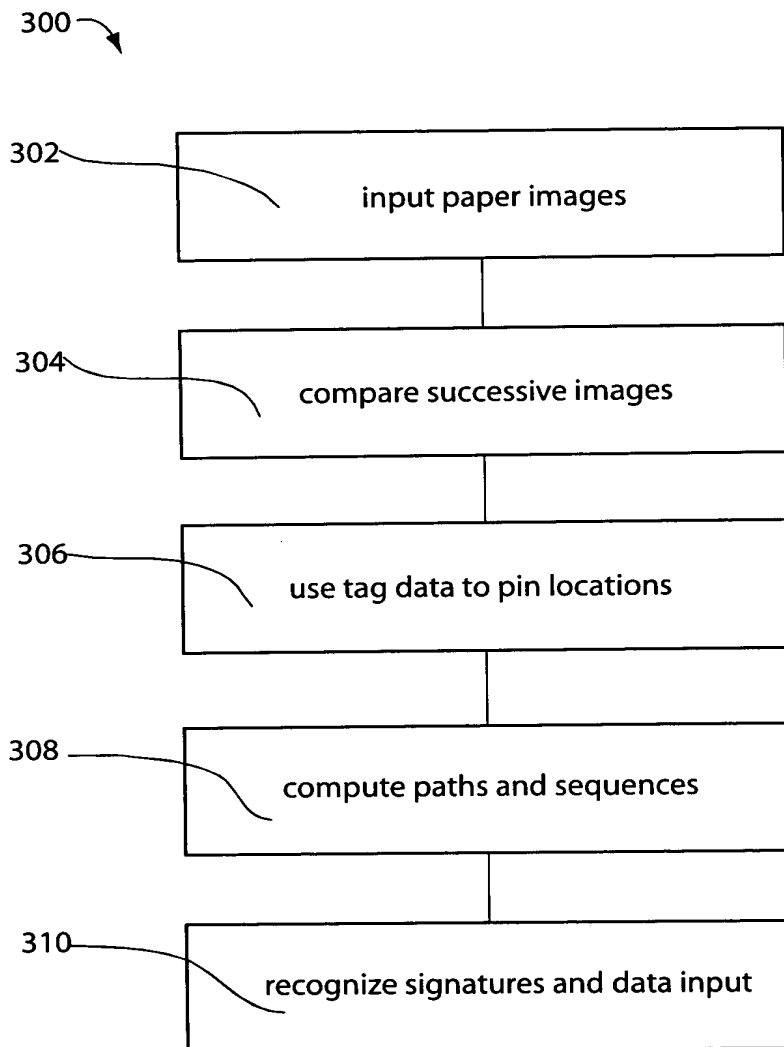 300
302
input paper images
304
compare successive images
306
use tag data to pin locations
308
compute paths and sequences
310
recognize signatures and data input